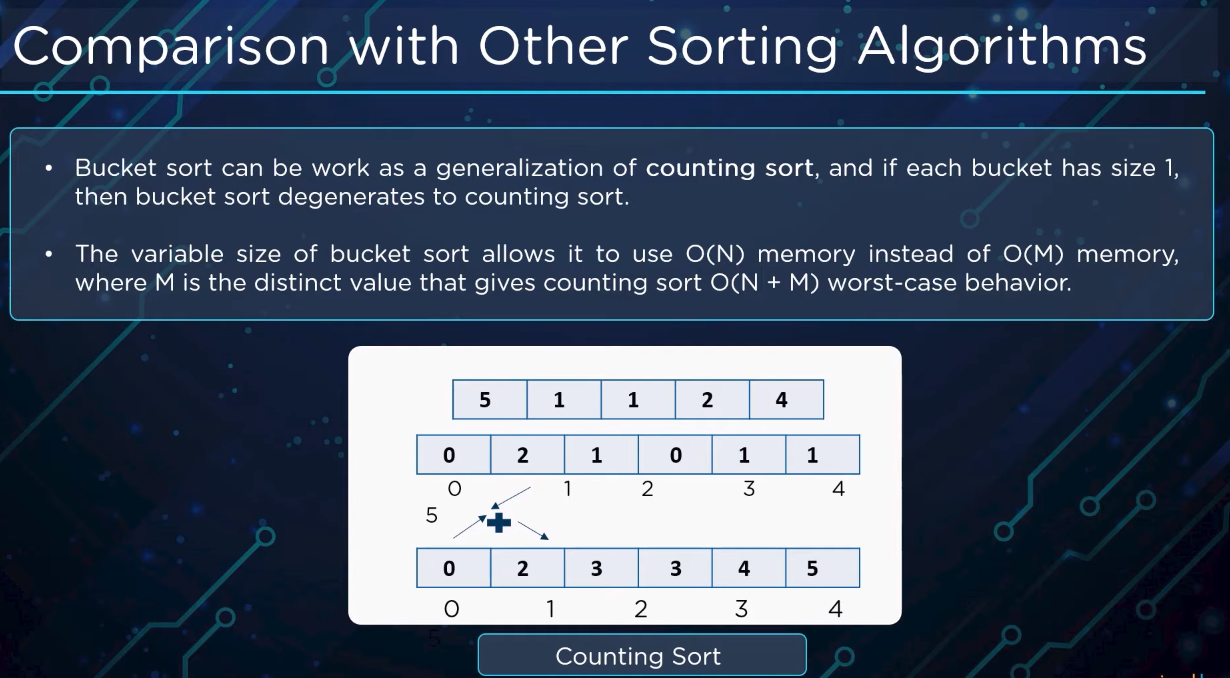 Comparison with Other Sorting Algorithms
• Bucket sort can be work as a generalization of counting sort, and if each bucket has size 1,
then bucket sort degenerates to counting sort.
• The variable size of bucket sort allows it to use O(N) memory instead of O(M) memory,
where M is the distinct value that gives counting sort O(N + M) worst-case behavior.
5 1 1 2 4
0 2 1 0 1 1
0 1 2 3 4
5
0 2 3 3 4 5
0 1 2 3 4
5
Counting Sort